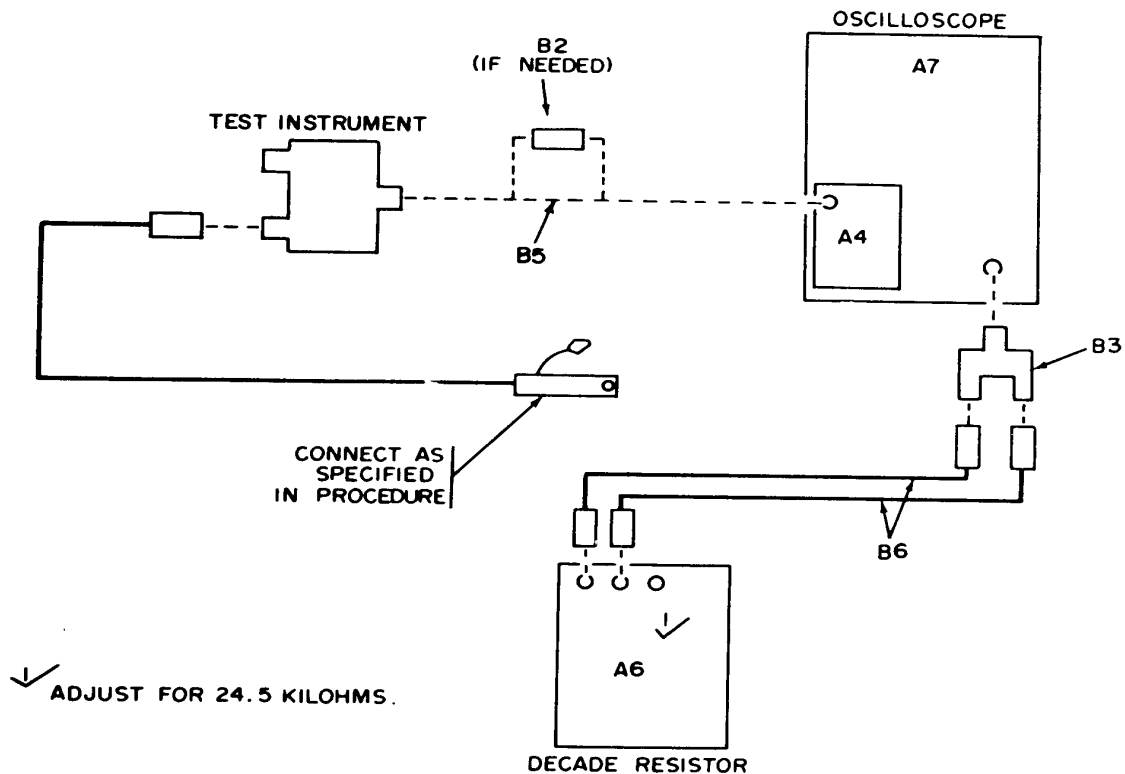 OSCILLOSCOPE
A7
B2
(IF NEEDED)
TEST INSTRUMENT
A4
B5
B3
CONNECT AS
SPECIFIED
IN PROCEDURE
B6
A6
ADJUST FOR 24.5 KILOHMS.
DECADE RESISTOR